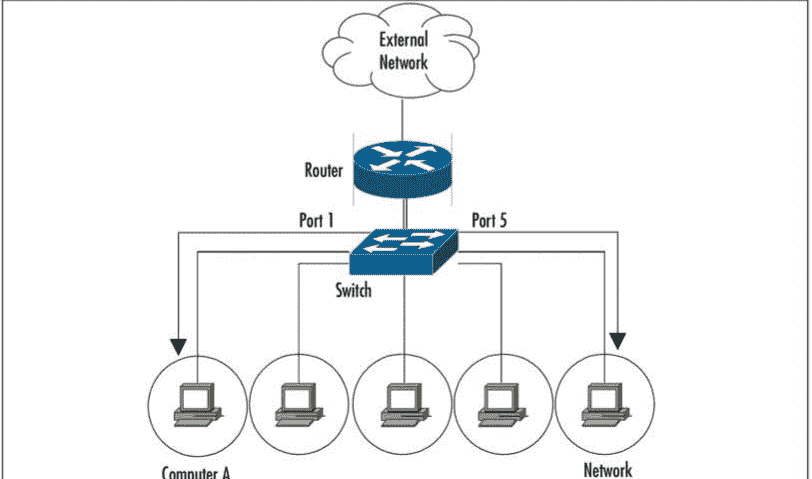 External
Network
Router
Port 1
Port 5
Switch
Computer A
Network